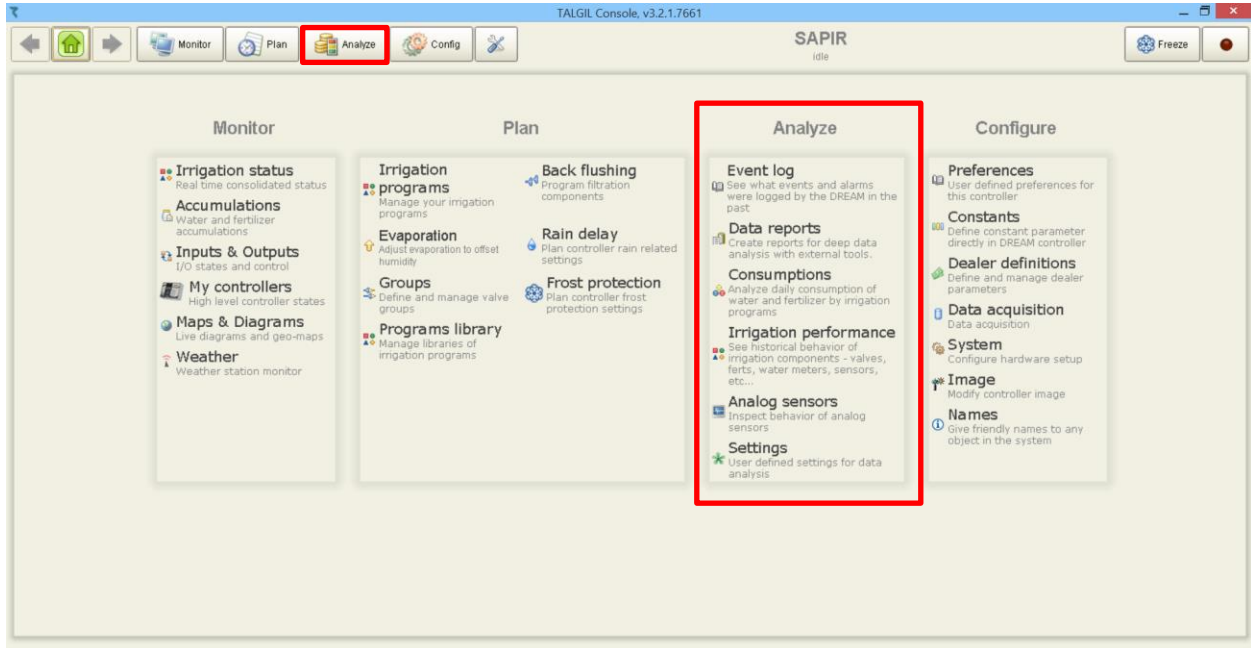 TALGIL Console, v3.2.1.7661
Monitor
Plan
Analyze
Config
SAPIR
idle
Freeze
Monitor
Irrigation status
Real time consolidated status
Accumulations
Water and fertilizer
accumulations
Inputs & Outputs
I/O states and control
My controllers
High level controller states
Maps & Diagrams
Live diagrams and geo-maps
Weather
Weather station monitor
Plan
Irrigation
programs
Manage your irrigation
programs
Evaporation
Adjust evaporation to offset
humidity
Groups
Define and manage valve
groups
Programs library
Manage libraries of
irrigation programs
Back flushing
Program filtration
components
Rain delay
Plan controller rain related
settings
Frost protection
Plan controller frost
protection settings
Analyze
Event log
See what events and alarms
were logged by the DREAM in the
past
Data reports
Create reports for deep data
analysis with external tools.
Consumptions
Analyze daily consumption of
water and fertilizer by irrigation
programs
Irrigation performance
See historical behavior of
irrigation components - valves,
ferts, water meters, sensors,
etc...
Analog sensors
Inspect behavior of analog
sensors
Settings
User defined settings for data
analysis
Configure
Preferences
User defined preferences for
this controller
Constants
Define constant parameter
directly in DREAM controller
Dealer definitions
Define and manage dealer
parameters
Data acquisition
Data acquisition
System
Configure hardware setup
Image
Modify controller image
Names
Give friendly names to any
object in the system